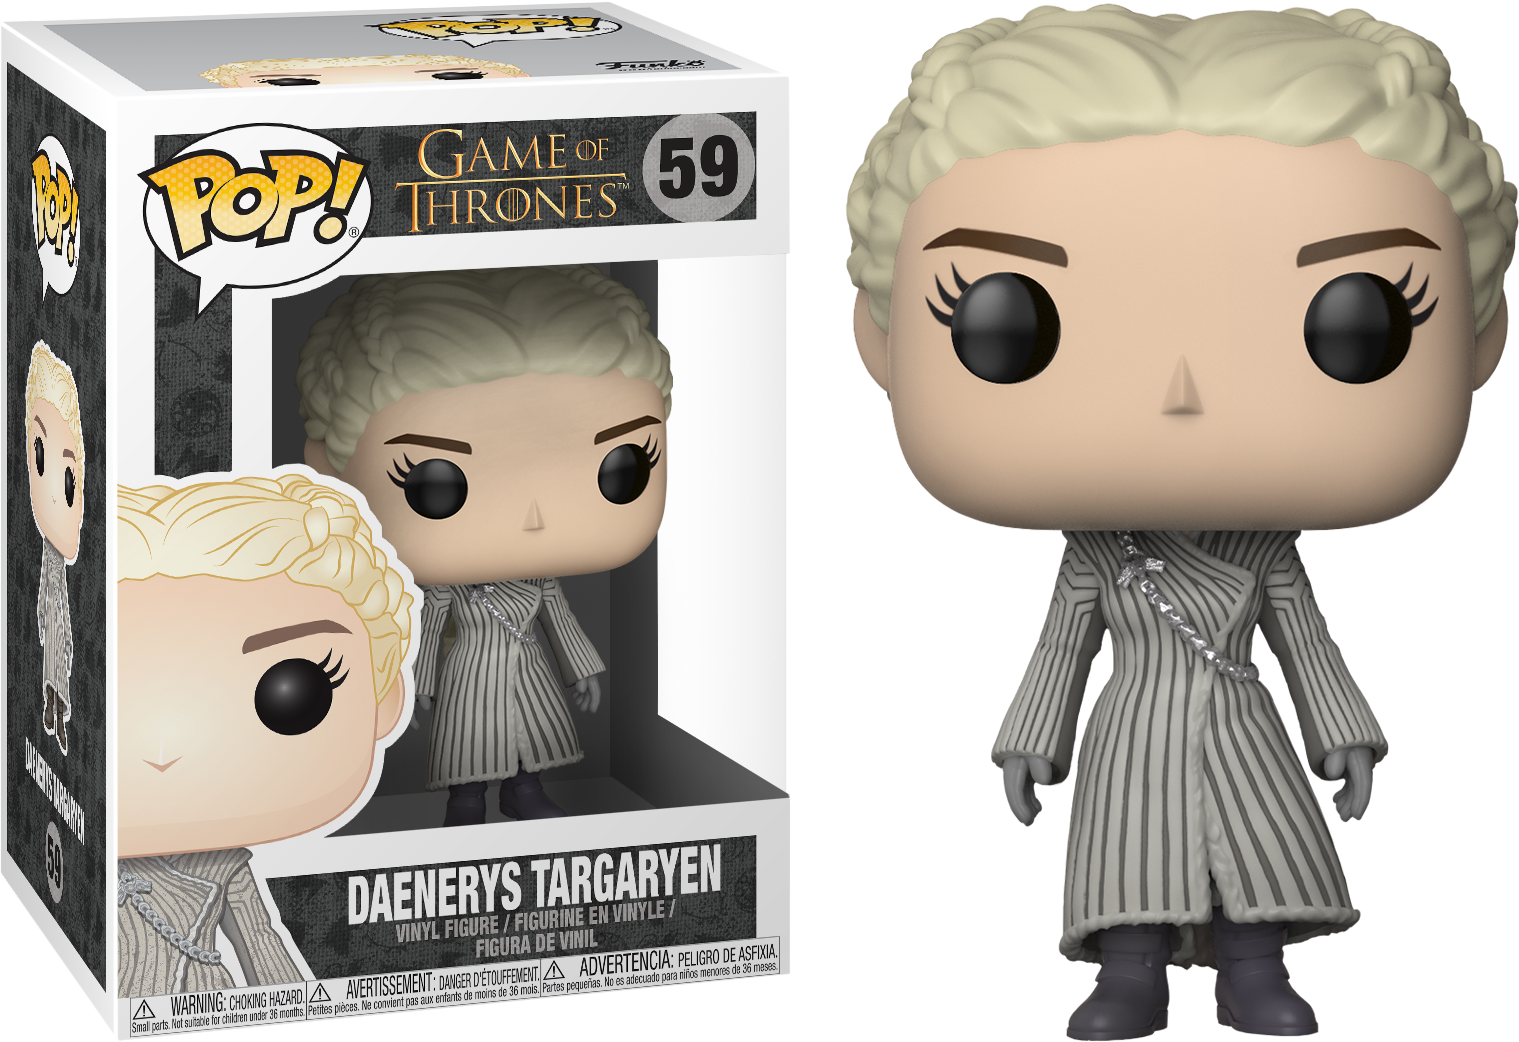 POP!
Funko
POP!®
GAME OF
THRONES™
59
POP!
DAENERYS TARGARYEN
59
DAENERYS TARGARYEN
VINYL FIGURE / FIGURINE EN VINYLE /
FIGURA DE VINIL
WARNING: CHOKING HAZARD.
Small parts. Not suitable for children under 36 months.
AVERTISSEMENT: DANGER D'ÉTOUFFEMENT.
Petites pièces. Ne convient pas aux enfants de moins de 36 mois.
ADVERTENCIA: PELIGRO DE ASFIXIA.
Partes pequeñas. No es adecuado para niños menores de 36 meses.